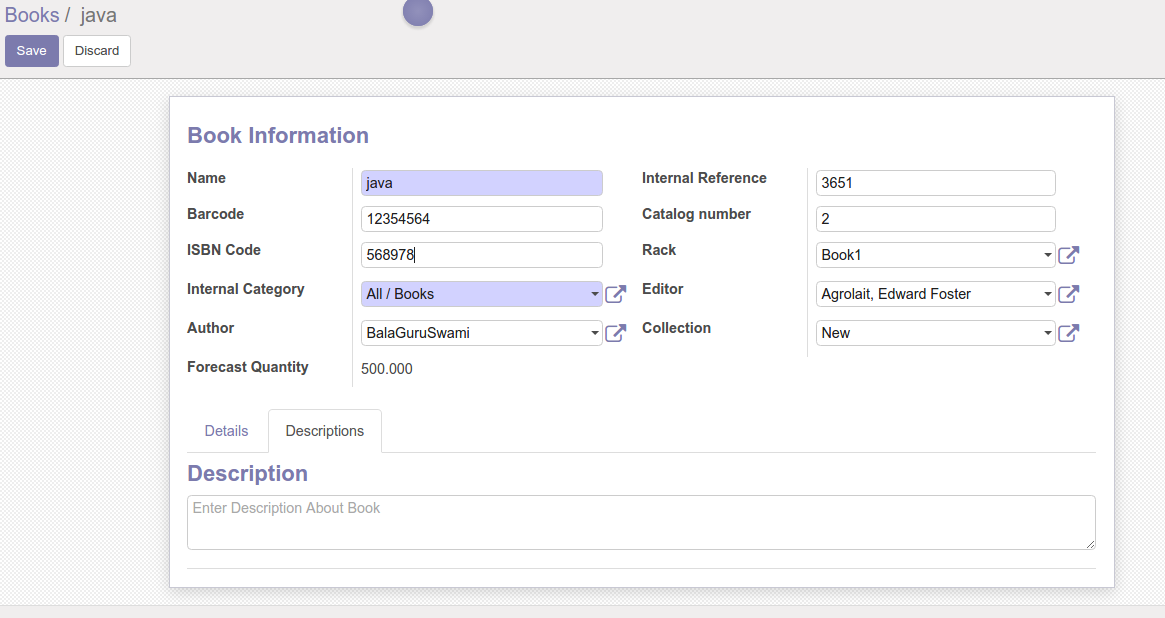 Books / java
Save Discard
Book Information
Name java Internal Reference 3651
Barcode 12354564 Catalog number 2
ISBN Code 568978 Rack Book1
Internal Category All / Books Editor Agrolait, Edward Foster
Author BalaGuruSwami Collection New
Forecast Quantity 500.000
Details Descriptions
Description
Enter Description About Book